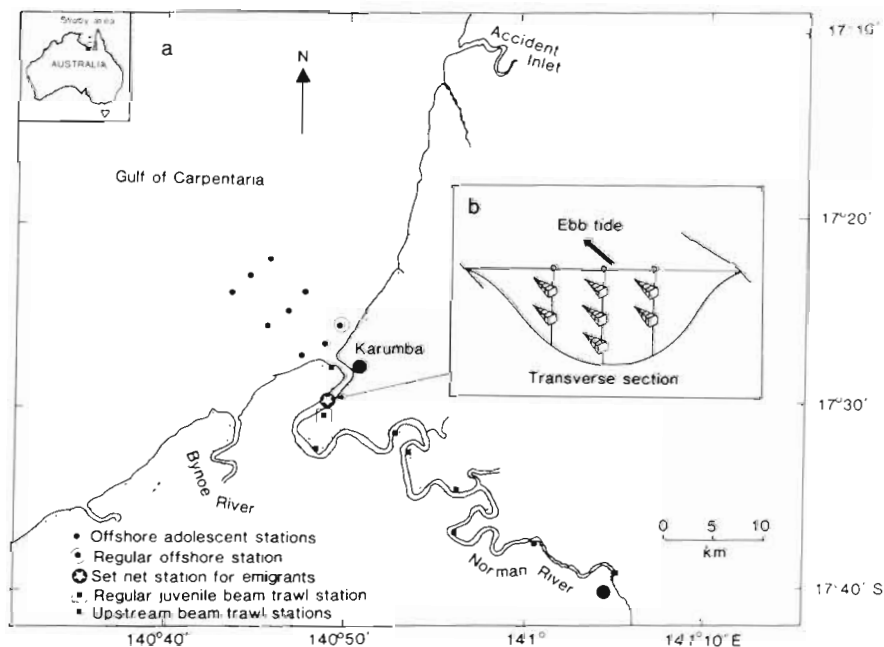 Study area
AUSTRALIA
a
N
Accident
Inlet
17°10'
Gulf of Carpentaria
17°20'
b
Ebb tide
Transverse section
Karumba
17°30'
Bynoe
River
Norman
River
0 5 10
km
17°40' S
Offshore adolescent stations
Regular offshore station
Set net station for emigrants
Regular juvenile beam trawl station
Upstream beam trawl stations
140°40'
140°50'
141°
141°10'E